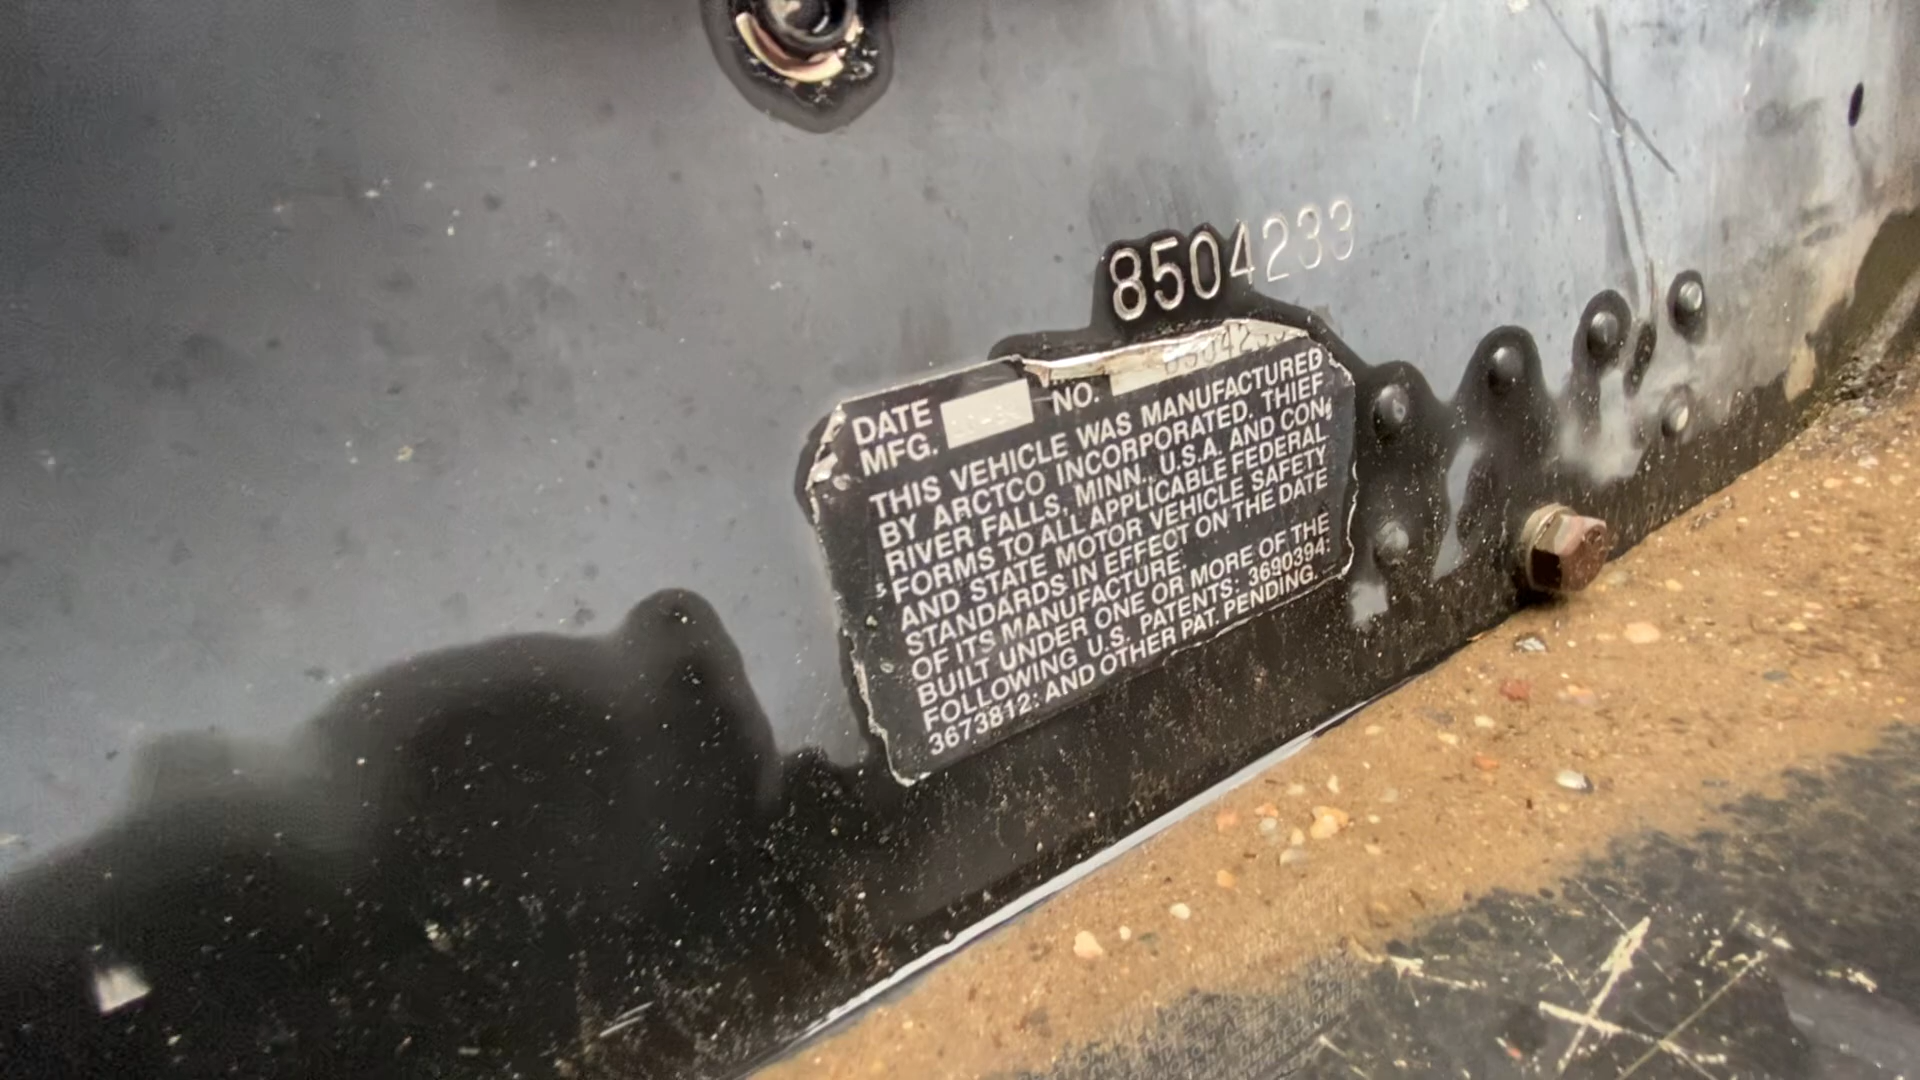 8504233
DATE MFG. NO. 850423
THIS VEHICLE WAS MANUFACTURED
BY ARCTCO INCORPORATED. THIEF
RIVER FALLS, MINN., U.S.A. AND CON,
FORMS TO ALL APPLICABLE FEDERAL
AND STATE MOTOR VEHICLE SAFETY
STANDARDS IN EFFECT ON THE DATE
OF ITS MANUFACTURE.
BUILT UNDER ONE OR MORE OF THE
FOLLOWING U.S. PATENTS: 3690394:
3673812: AND OTHER PAT. PENDING.